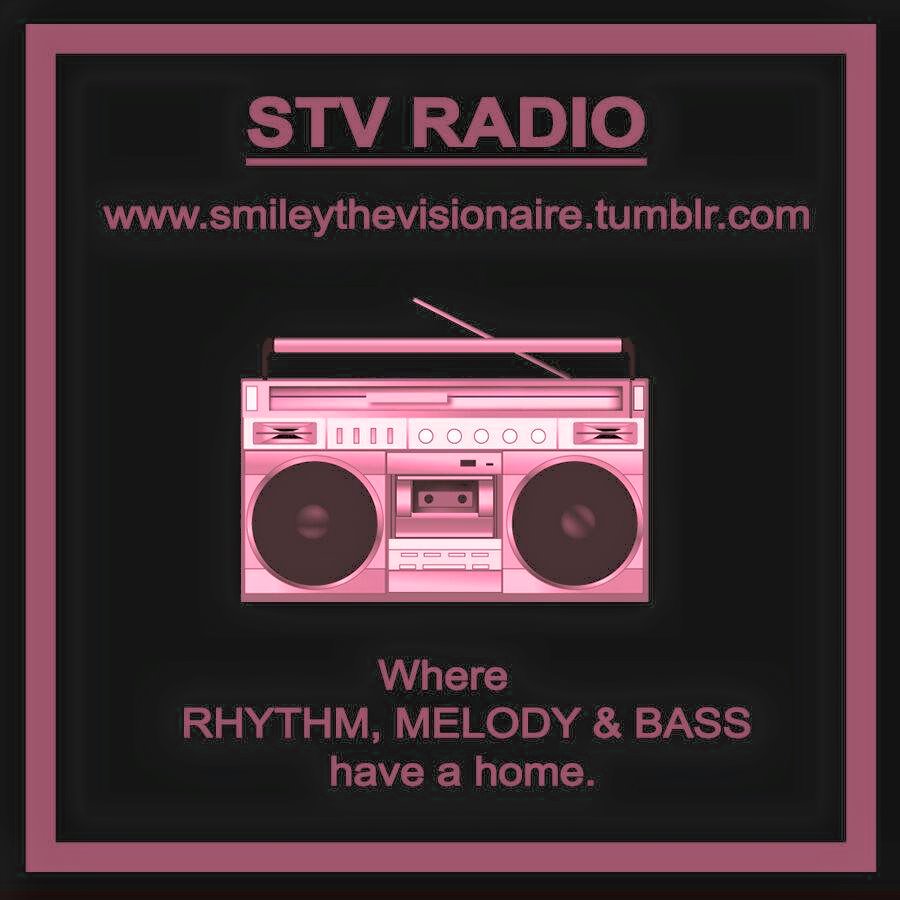 STV RADIO
www.smileythevisionaire.tumblr.com
Where
RHYTHM, MELODY & BASS
have a home.